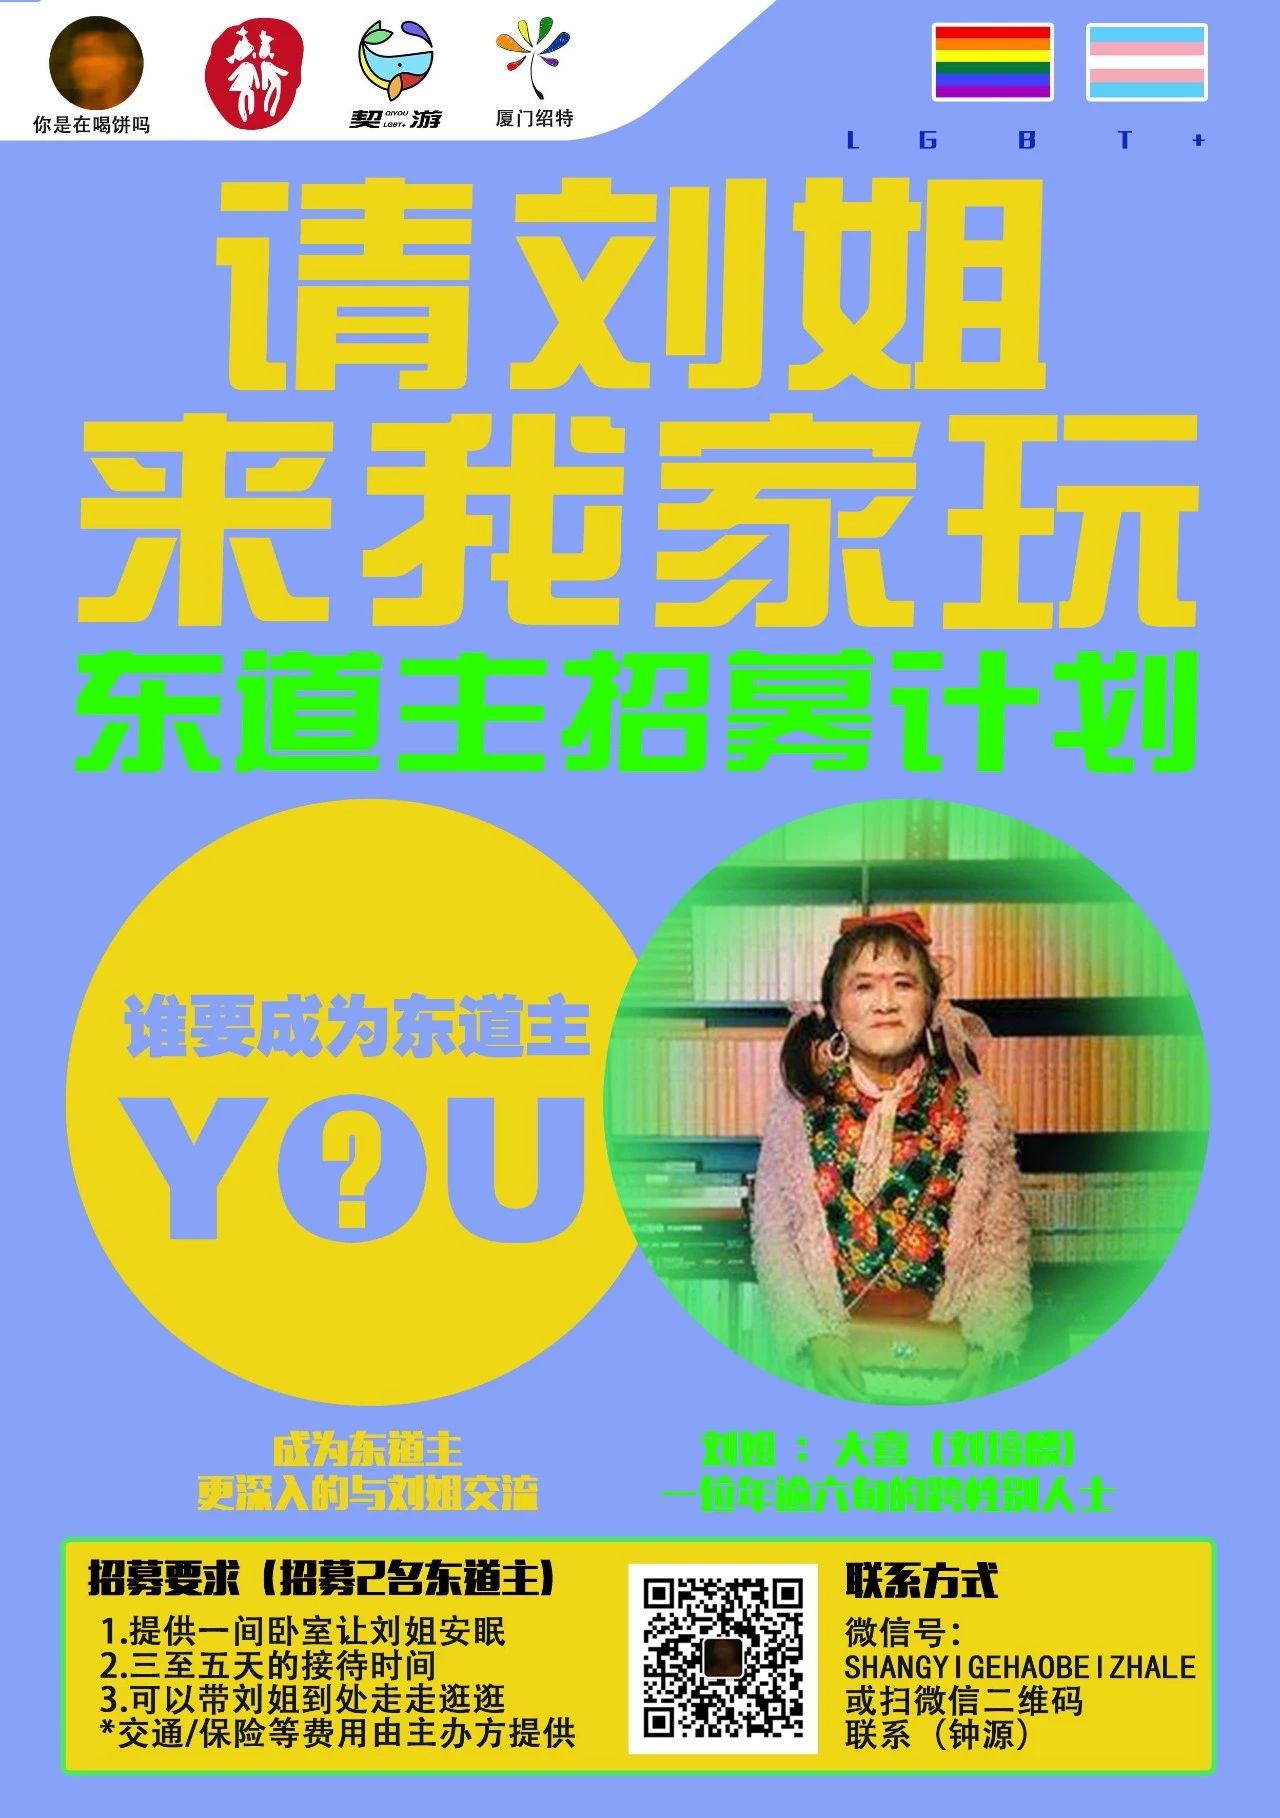 你是在喝饼吗
契游
QIYOU
LGBT+
厦门绍特
L G B T +
请刘姐
来我家玩
东道主招募计划
谁要成为东道主
YOU
?
成为东道主
更深入的与刘姐交流
刘姐：大喜（刘培麟）
一位年逾六旬的跨性别人士
招募要求（招募2名东道主）
1.提供一间卧室让刘姐安眠
2.三至五天的接待时间
3.可以带刘姐到处走走逛逛
*交通/保险等费用由主办方提供
联系方式
微信号：
SHANGYIGEHAOBEIZHALE
或扫微信二维码
联系（钟源）